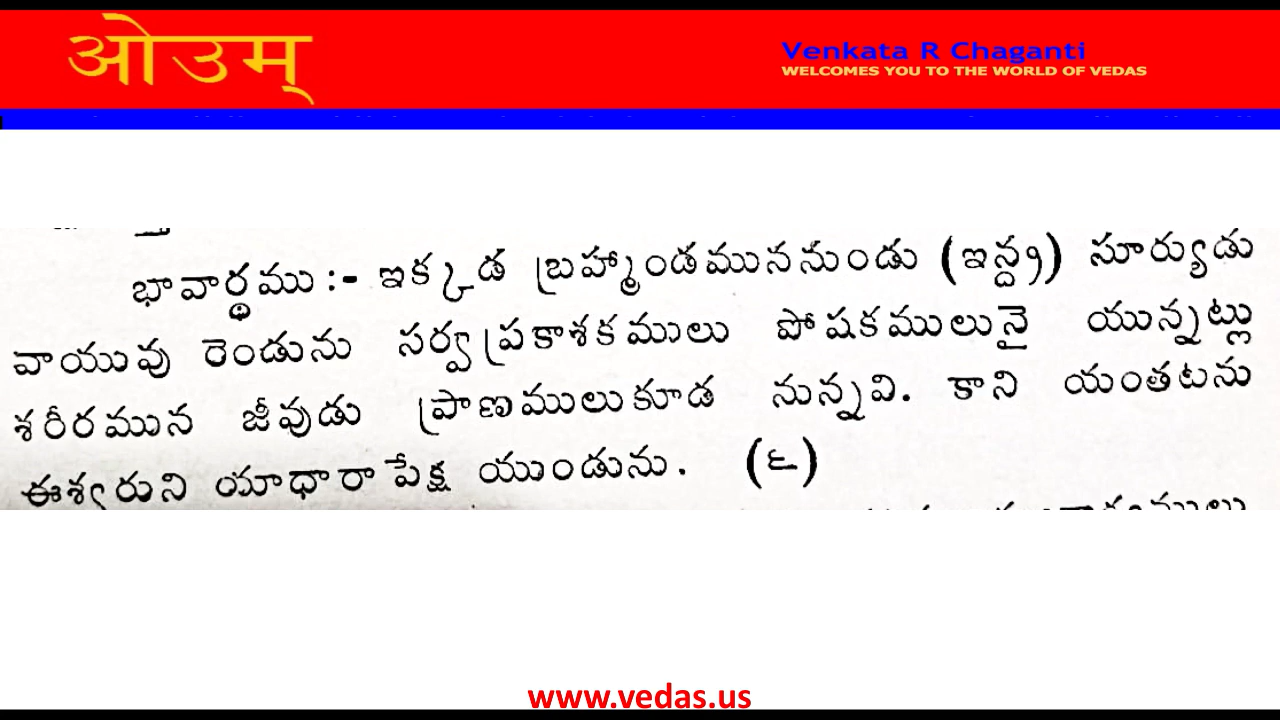 ओउम्
Venkata R Chaganti
WELCOMES YOU TO THE WORLD OF VEDAS
భావార్థము :- ఇక్కడ బ్రహ్మాండముననుండు (ఇన్ద్ర) సూర్యుడు
వాయువు రెండును సర్వప్రకాశకములు పోషకములునై యున్నట్లు
శరీరమున జీవుడు ప్రాణములుకూడ నున్నవి. కాని యంతటను
ఈశ్వరుని యాధారాపేక్ష యుండును. (౬)
www.vedas.us